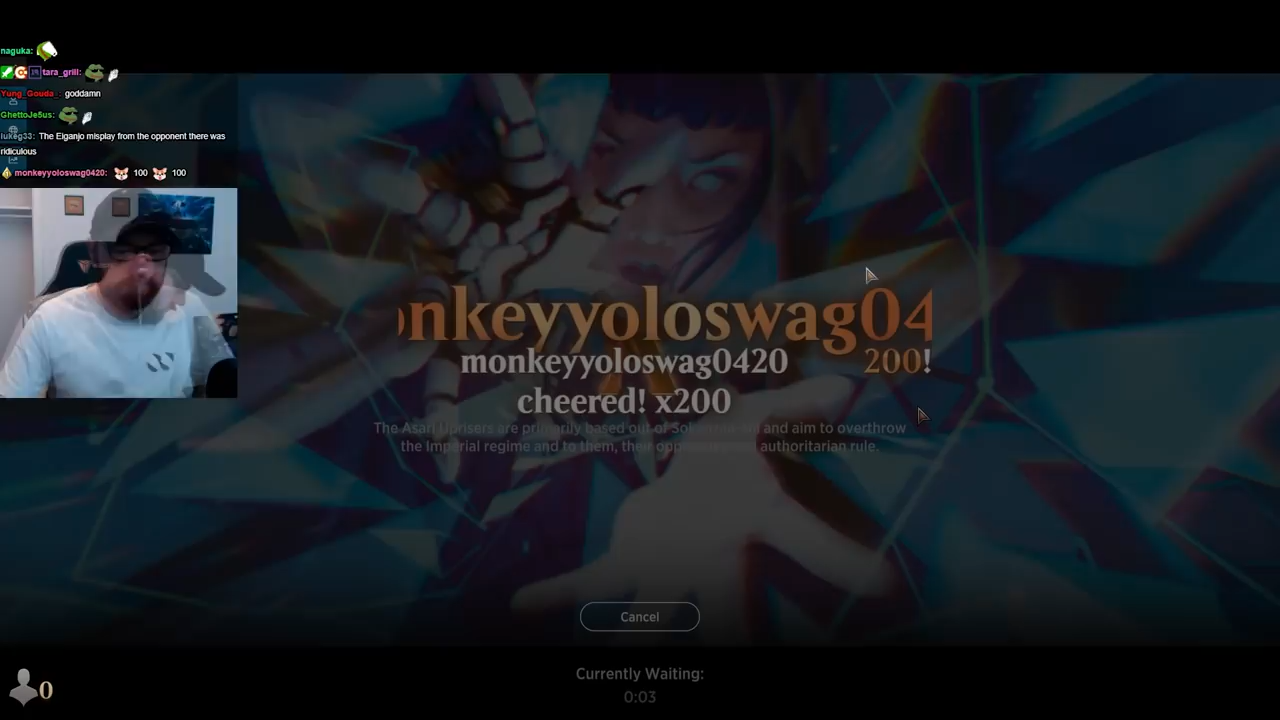 naguka:
tara_grill:
Yung_Gouda_: goddamn
GhettoJe5us:
lukeg33: The Eiganjo misplay from the opponent there was
ridiculous
monkeyyoloswag0420: 100 100
nkeyyoloswag04
monkeyyoloswag0420 200!
cheered! x200
The Asari Uprisers are primarily based out of and aim to overthrow
the Imperial regime and to them, their authoritarian rule.
Cancel
Currently Waiting:
0:03
0